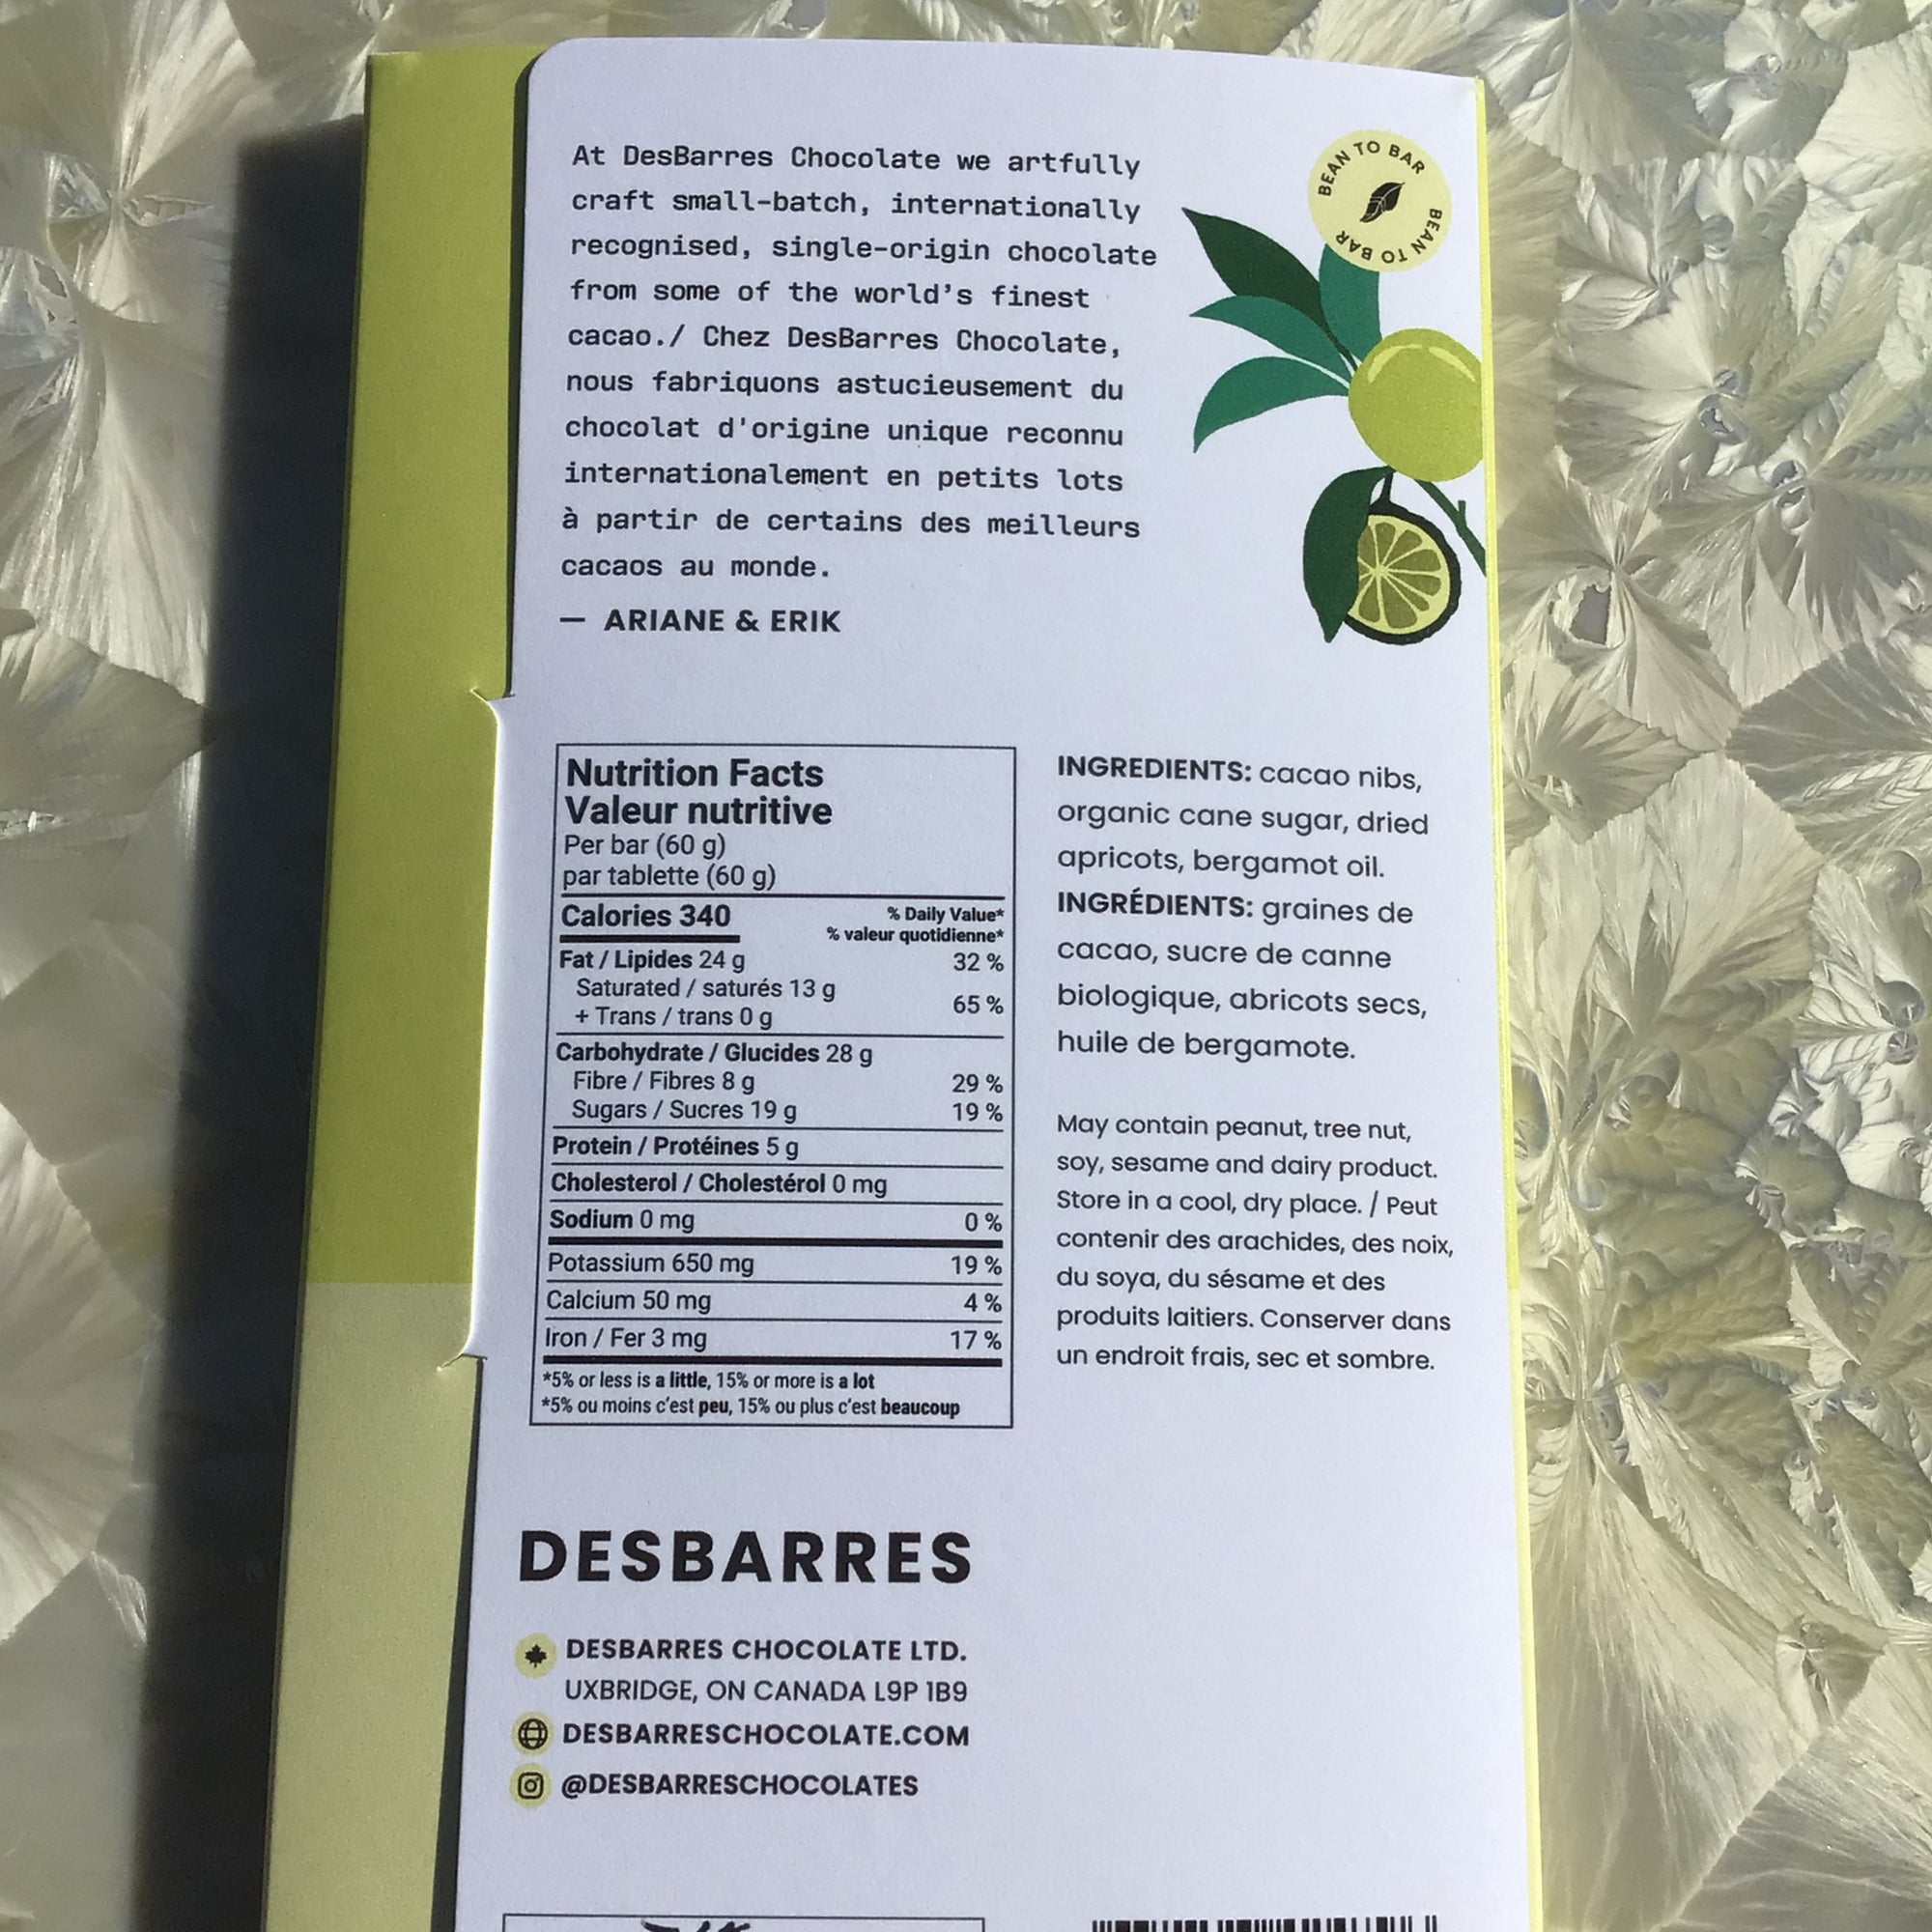 At DesBarres Chocolate we artfully
craft small-batch, internationally
recognised, single-origin chocolate
from some of the world's finest
cacao./ Chez DesBarres Chocolate,
nous fabriquons astucieusement du
chocolat d'origine unique reconnu
internationalement en petits lots
à partir de certains des meilleurs
cacaos au monde.
— ARIANE & ERIK
BEAN TO BAR
BEAN TO BAR
Nutrition Facts
Valeur nutritive
Per bar (60 g)
par tablette (60 g)
Calories 340 % Daily Value*
% valeur quotidienne*
Fat / Lipides 24 g 32 %
Saturated / saturés 13 g
+ Trans / trans 0 g 65 %
Carbohydrate / Glucides 28 g
Fibre / Fibres 8 g 29 %
Sugars / Sucres 19 g 19 %
Protein / Protéines 5 g
Cholesterol / Cholestérol 0 mg
Sodium 0 mg 0 %
Potassium 650 mg 19 %
Calcium 50 mg 4 %
Iron / Fer 3 mg 17 %
*5% or less is a little, 15% or more is a lot
*5% ou moins c'est peu, 15% ou plus c'est beaucoup
INGREDIENTS: cacao nibs,
organic cane sugar, dried
apricots, bergamot oil.
INGRÉDIENTS: graines de
cacao, sucre de canne
biologique, abricots secs,
huile de bergamote.
May contain peanut, tree nut,
soy, sesame and dairy product.
Store in a cool, dry place. / Peut
contenir des arachides, des noix,
du soya, du sésame et des
produits laitiers. Conserver dans
un endroit frais, sec et sombre.
DESBARRES
DESBARRES CHOCOLATE LTD.
UXBRIDGE, ON CANADA L9P 1B9
DESBARRESCHOCOLATE.COM
@DESBARRESCHOCOLATES